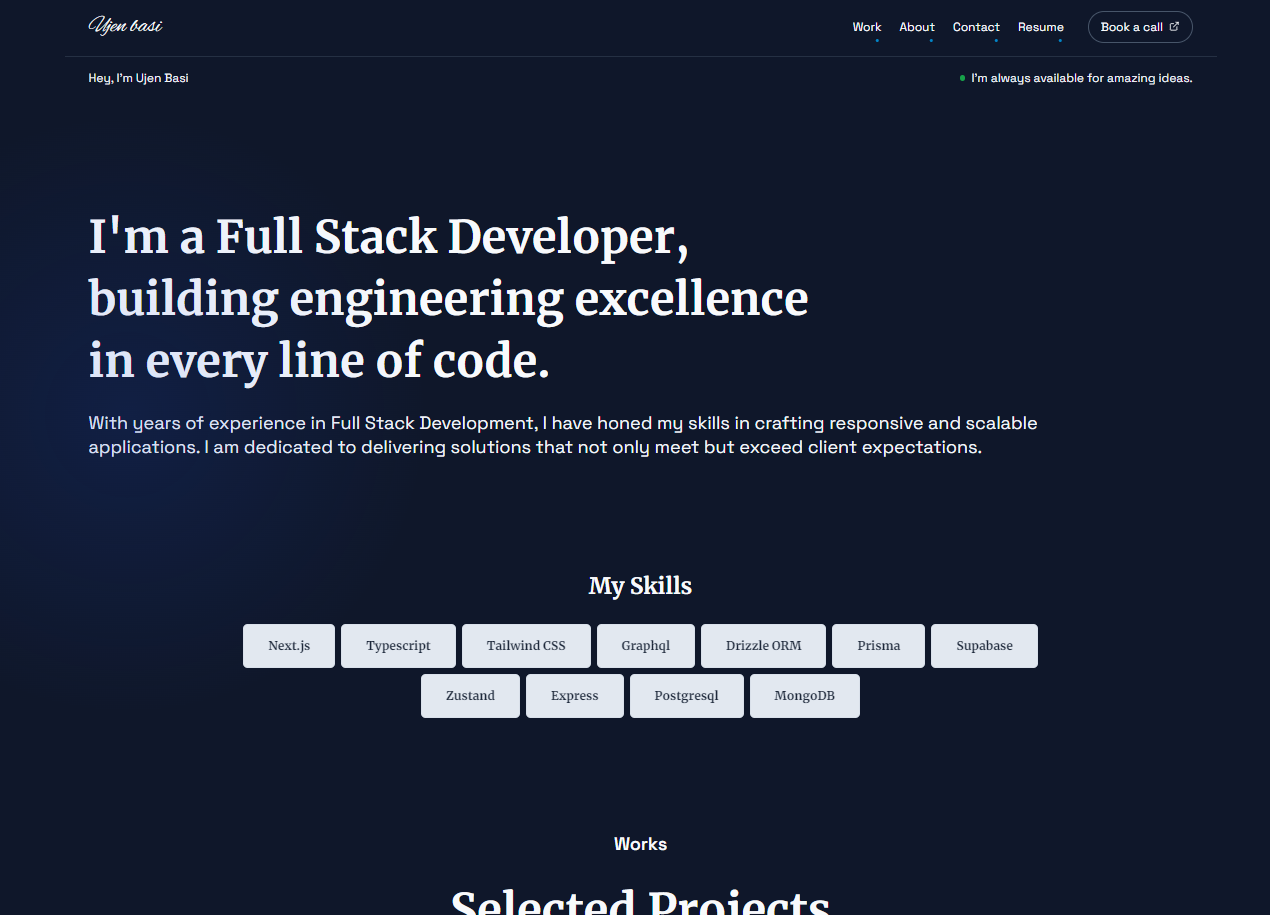 Ujen basi
Work About Contact Resume Book a call
Hey, I'm Ujen Basi
I'm always available for amazing ideas.
I'm a Full Stack Developer,
building engineering excellence
in every line of code.
With years of experience in Full Stack Development, I have honed my skills in crafting responsive and scalable
applications. I am dedicated to delivering solutions that not only meet but exceed client expectations.
My Skills
Next.js Typescript Tailwind CSS Graphql Drizzle ORM Prisma Supabase
Zustand Express Postgresql MongoDB
Works
Selected Projects